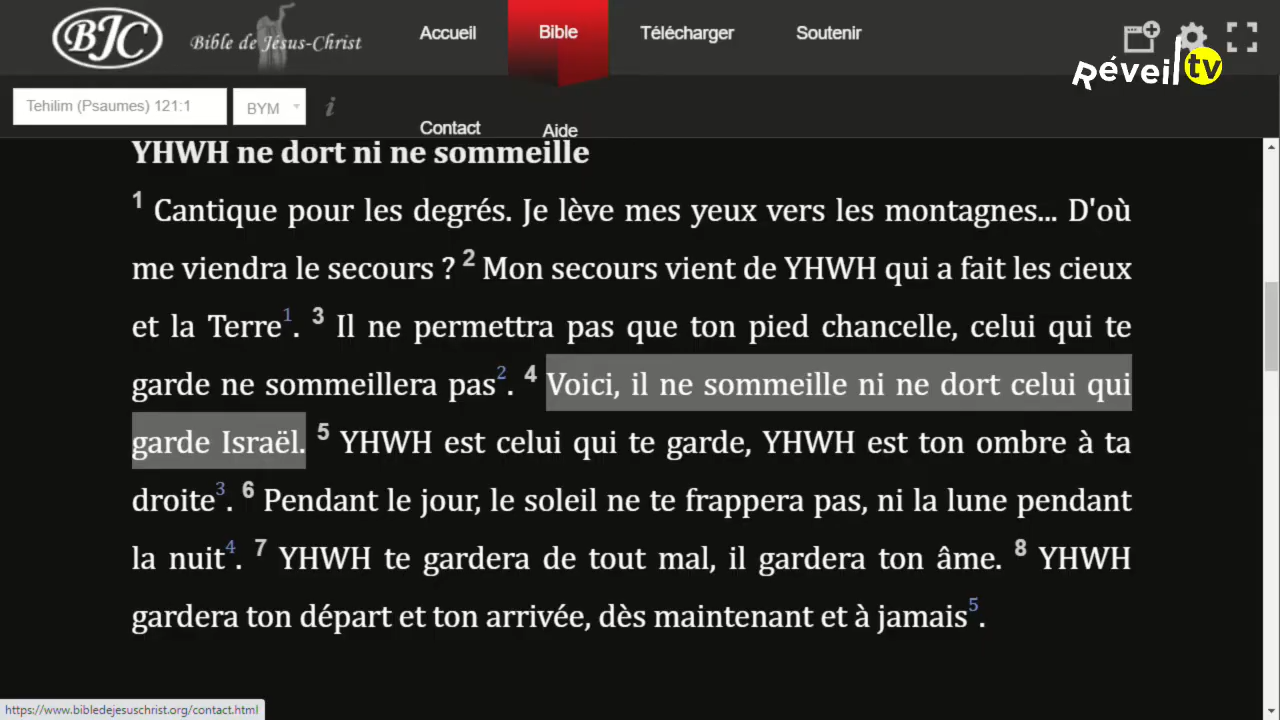 BJC Bible de Jésus-Christ
Accueil Bible Télécharger Soutenir
Réveil tv
Tehilim (Psaumes) 121:1 BYM i
Contact Aide
YHWH ne dort ni ne sommeille
1 Cantique pour les degrés. Je lève mes yeux vers les montagnes... D'où
me viendra le secours ? 2 Mon secours vient de YHWH qui a fait les cieux
et la Terre1. 3 Il ne permettra pas que ton pied chancelle, celui qui te
garde ne sommeillera pas2. 4 Voici, il ne sommeille ni ne dort celui qui
garde Israël. 5 YHWH est celui qui te garde, YHWH est ton ombre à ta
droite3. 6 Pendant le jour, le soleil ne te frappera pas, ni la lune pendant
la nuit4. 7 YHWH te gardera de tout mal, il gardera ton âme. 8 YHWH
gardera ton départ et ton arrivée, dès maintenant et à jamais5.
https://www.bibledejesuschrist.org/contact.html